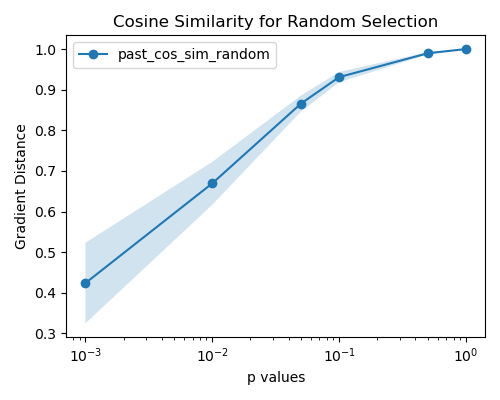 Cosine Similarity for Random Selection
past_cos_sim_random
Gradient Distance
1.0
0.9
0.8
0.7
0.6
0.5
0.4
0.3
10⁻³ 10⁻² 10⁻¹ 10⁰
p values